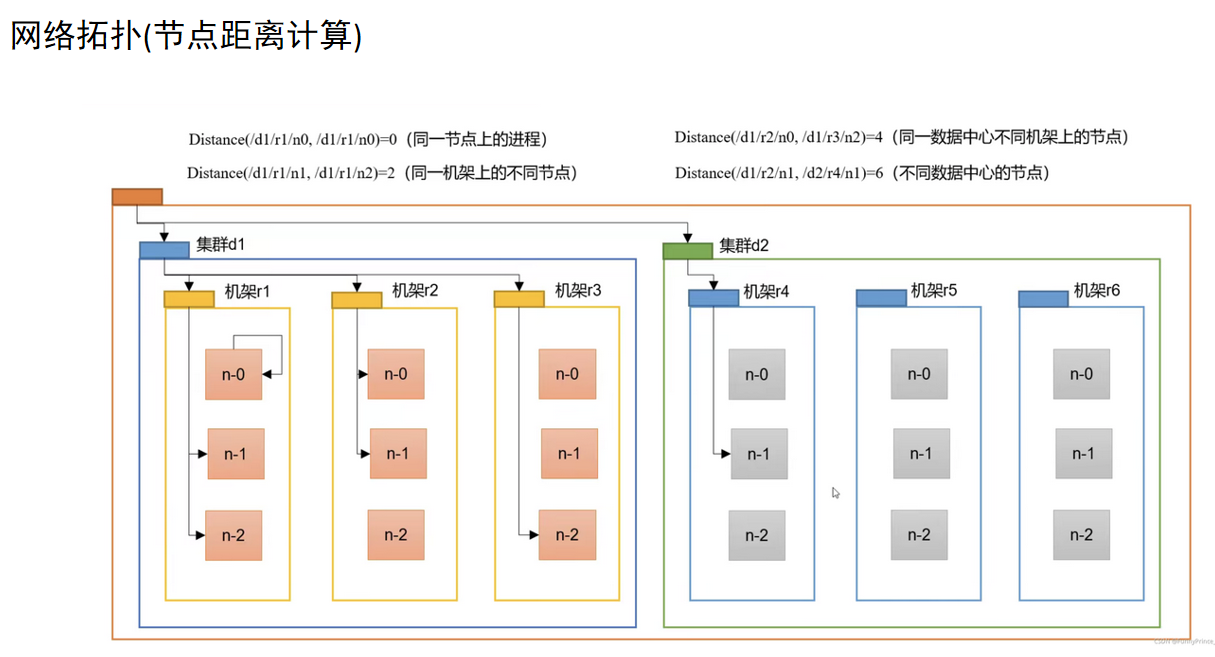 网络拓扑(节点距离计算)
Distance(/d1/r1/n0, /d1/r1/n0)=0（同一节点上的进程）
Distance(/d1/r1/n1, /d1/r1/n2)=2（同一机架上的不同节点）
Distance(/d1/r2/n0, /d1/r3/n2)=4（同一数据中心不同机架上的节点）
Distance(/d1/r2/n1, /d2/r4/n1)=6（不同数据中心的节点）
集群d1
集群d2
机架r1
机架r2
机架r3
机架r4
机架r5
机架r6
n-0
n-0
n-0
n-0
n-0
n-0
n-1
n-1
n-1
n-1
n-1
n-1
n-2
n-2
n-2
n-2
n-2
n-2